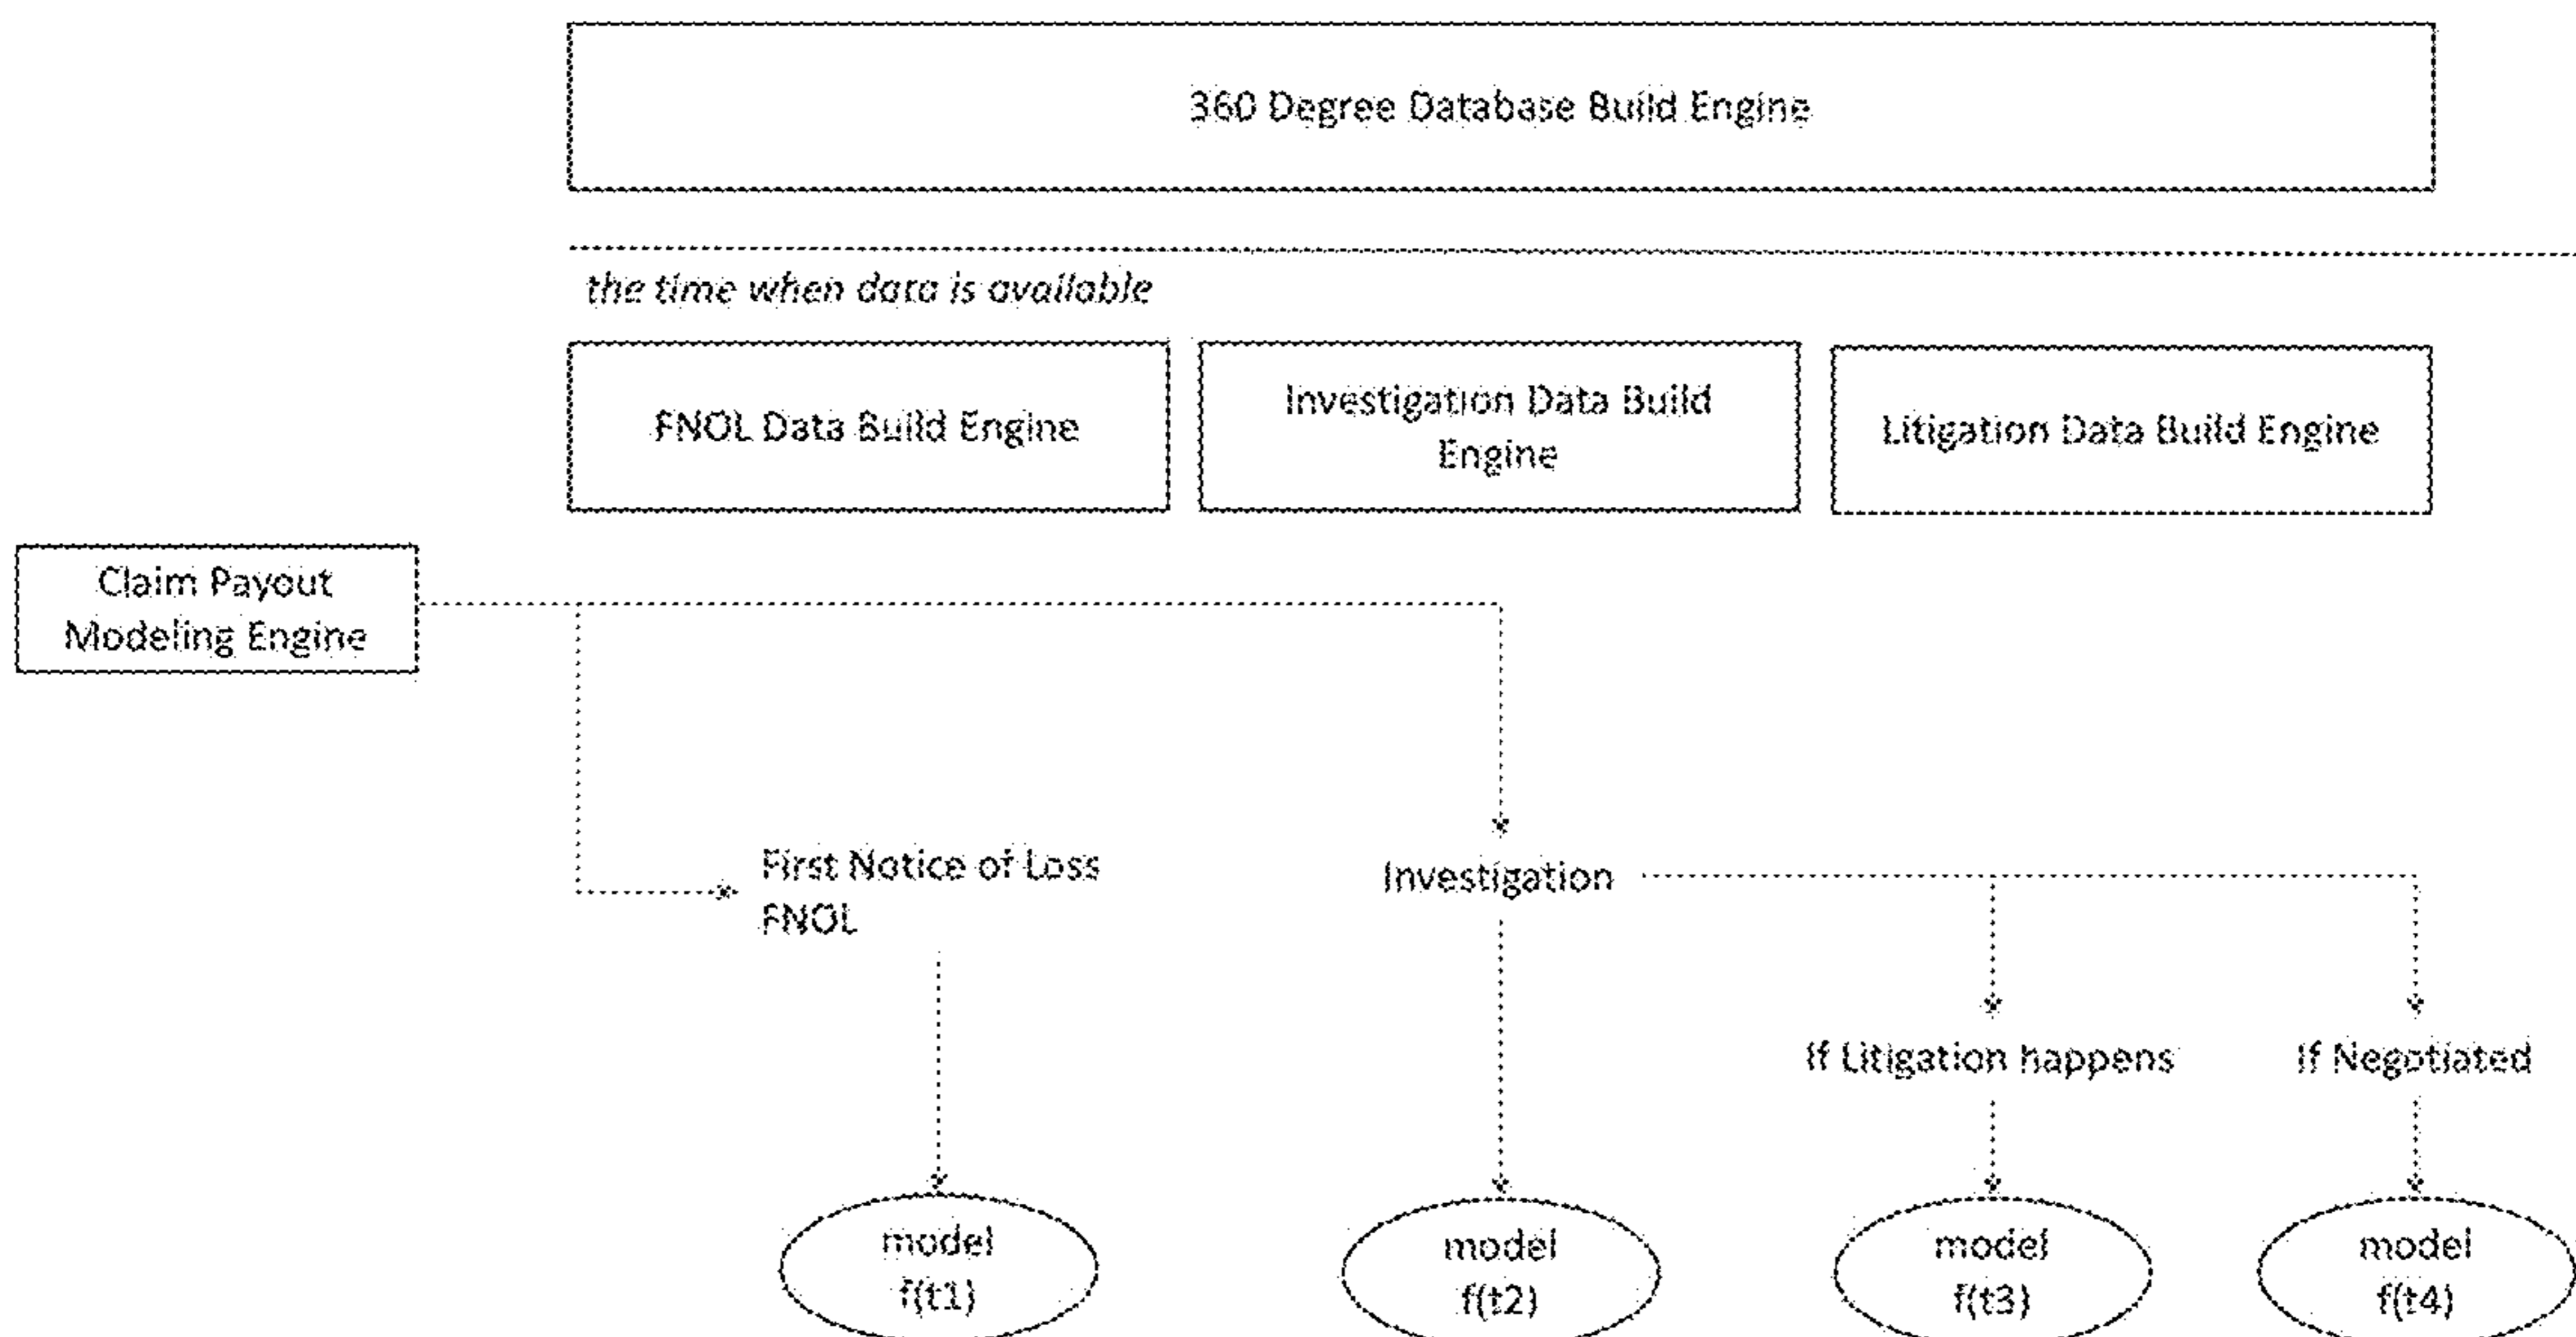 360 Degree Database Build Engine
the time when data is available
FNOL Data Build Engine
Investigation Data Build
Engine
Litigation Data Build Engine
Claim Payout
Modeling Engine
First Notice of Loss
FNOL
Investigation
If Litigation happens
If Negotiated
model
f(t1)
model
f(t2)
model
f(t3)
model
f(t4)